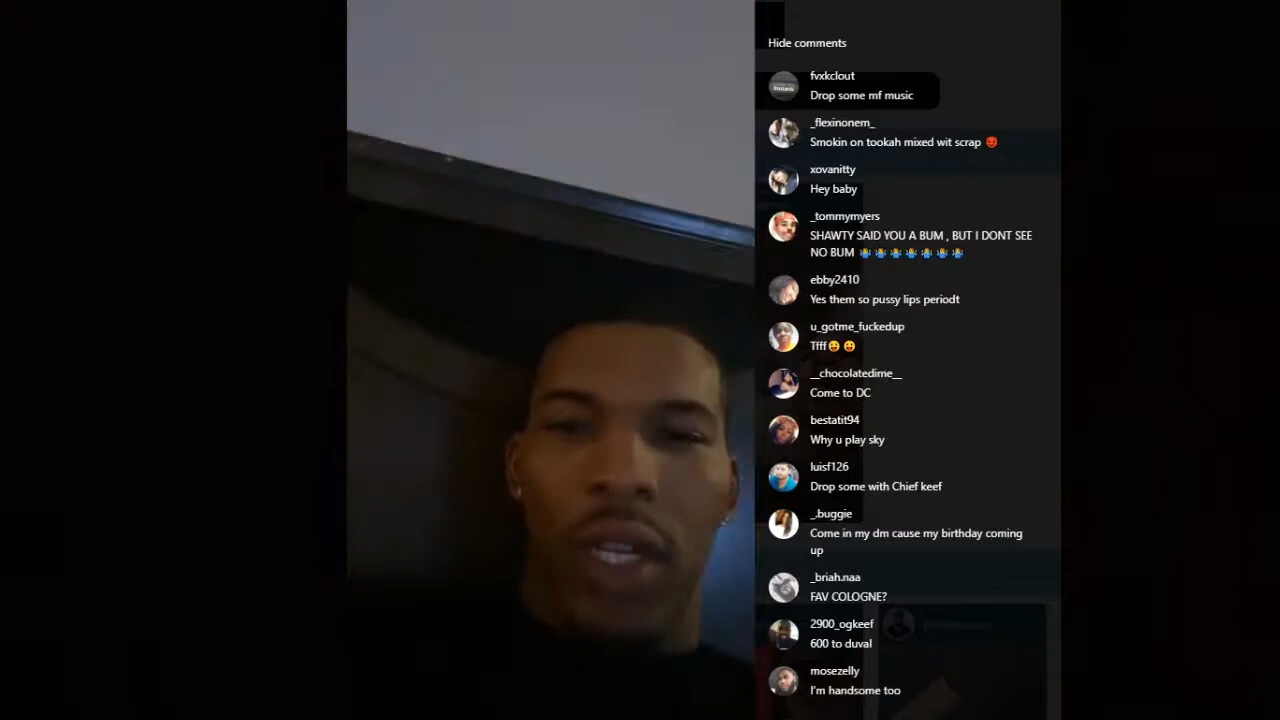 Hide comments
fvxkclout
Drop some mf music
_flexinonem_
Smokin on tookah mixed wit scrap
xovanitty
Hey baby
_tommymyers
SHAWTY SAID YOU A BUM , BUT I DONT SEE
NO BUM
ebby2410
Yes them so pussy lips periodt
u_gotme_fuckedup
Tfff
__chocolatedime__
Come to DC
bestatit94
Why u play sky
luisf126
Drop some with Chief keef
_.buggie
Come in my dm cause my birthday coming
up
_briah.naa
FAV COLOGNE?
2900_ogkeef
600 to duval
mosezelly
I'm handsome too